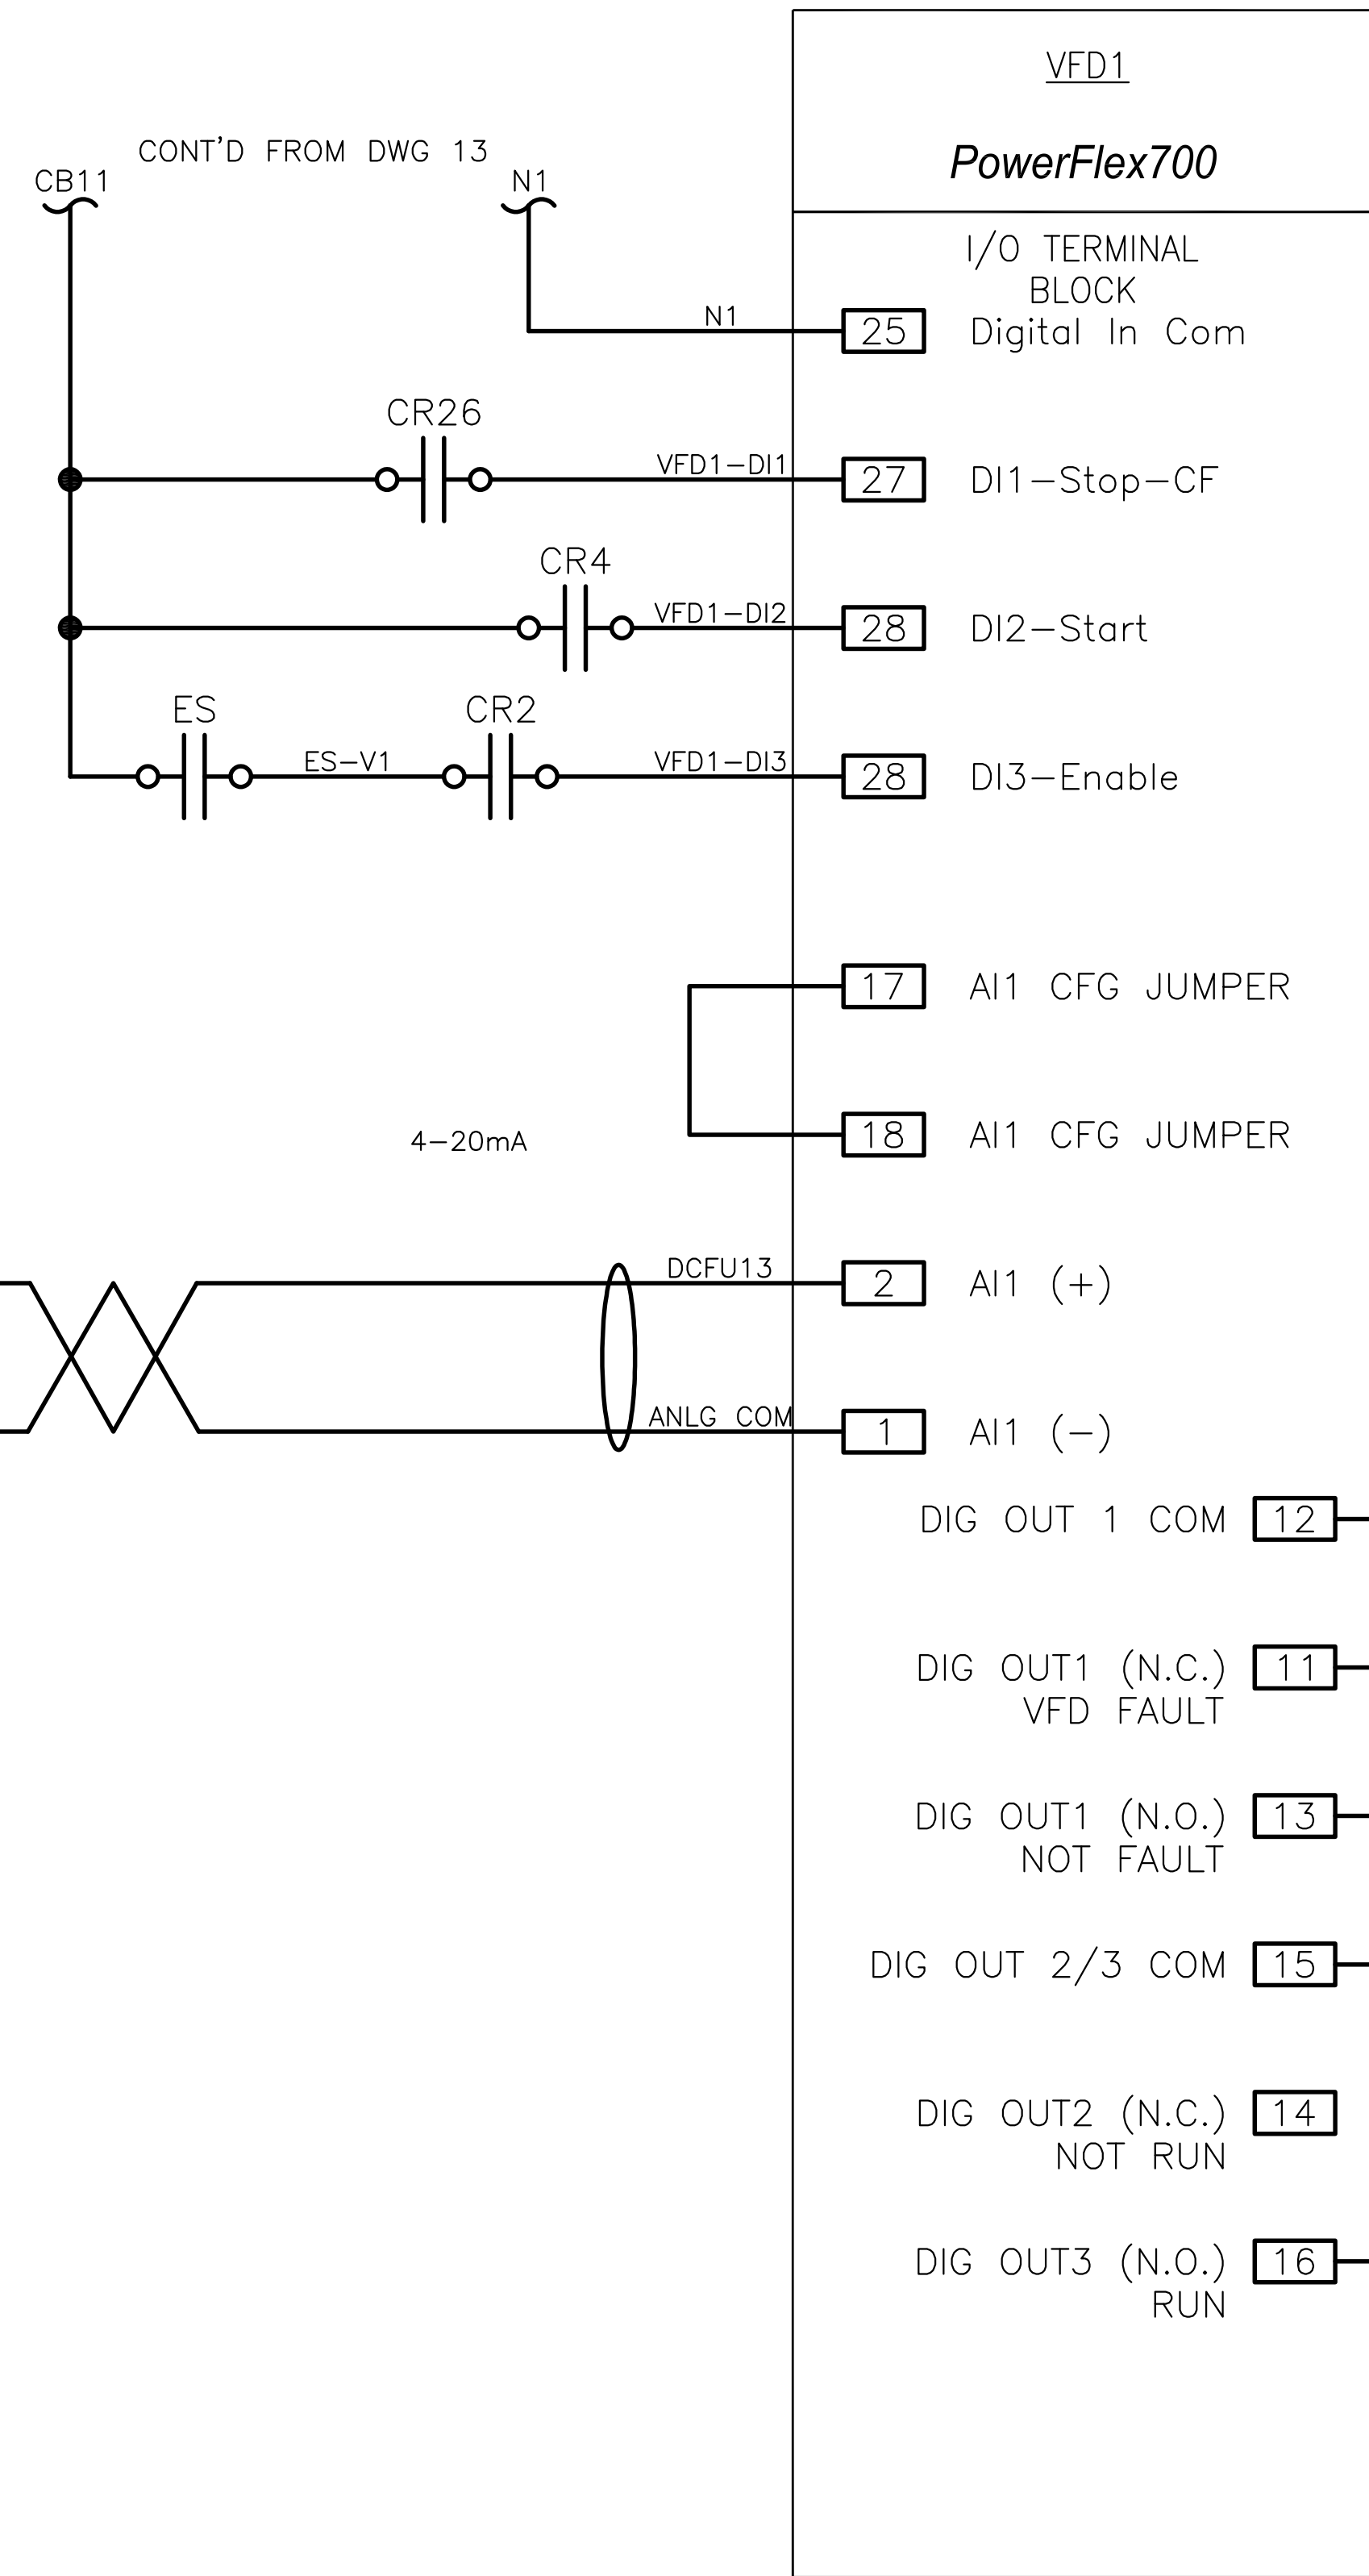 VFD1
PowerFlex700
CONT'D FROM DWG 13
CB11
N1
I/O TERMINAL
BLOCK
N1
25
Digital In Com
CR26
VFD1-DI1
27
DI1-Stop-CF
CR4
VFD1-DI2
28
DI2-Start
ES
ES-V1
CR2
VFD1-DI3
28
DI3-Enable
17
AI1 CFG JUMPER
4-20mA
18
AI1 CFG JUMPER
DCFU13
2
AI1 (+)
ANLG COM
1
AI1 (-)
DIG OUT 1 COM
12
DIG OUT1 (N.C.)
VFD FAULT
11
DIG OUT1 (N.O.)
NOT FAULT
13
DIG OUT 2/3 COM
15
DIG OUT2 (N.C.)
NOT RUN
14
DIG OUT3 (N.O.)
RUN
16